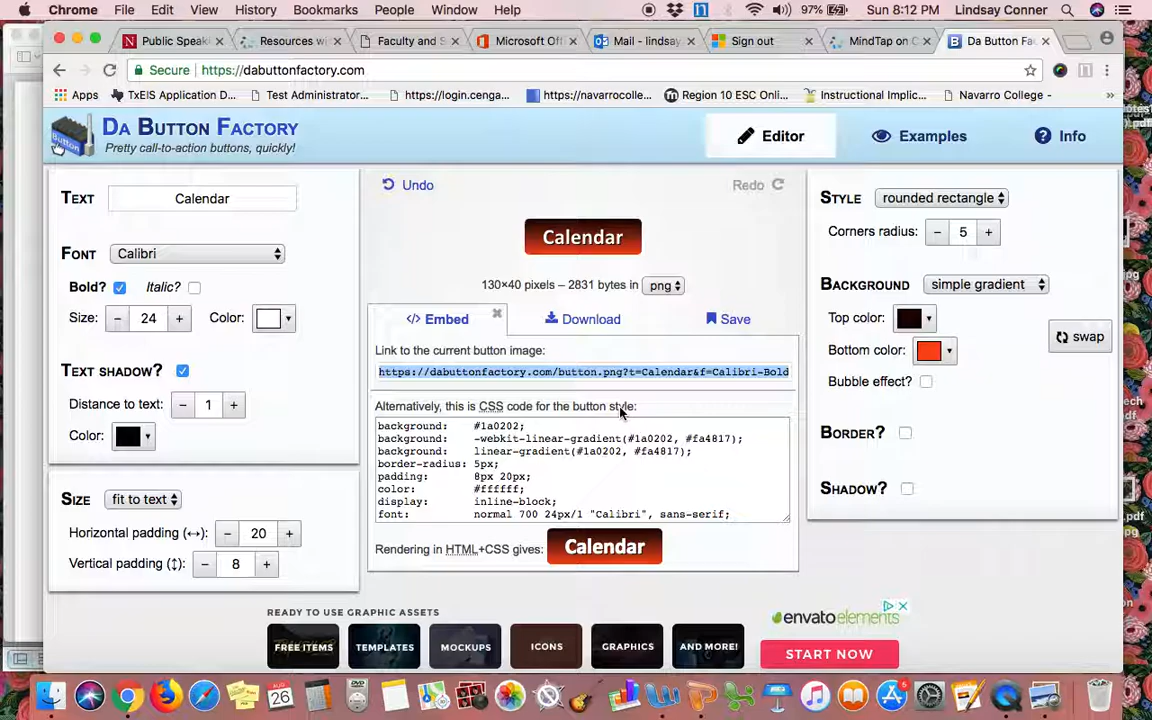 Chrome File Edit View History Bookmarks People Window Help 97% Sun 8:12 PM Lindsay Conner
Public Speak Resources wi Faculty and S Microsoft Off Mail - lindsay Sign out MindTap on C Da Button Fac
Secure https://dabuttonfactory.com
Apps TxEIS Application D... Test Administrator... https://login.cenga... https://navarrocolle... Region 10 ESC Onli... Instructional Implic... Navarro College - »
DA BUTTON FACTORY
Pretty call-to-action buttons, quickly!
Editor Examples Info
TEXT Calendar
FONT Calibri
Bold? Italic?
Size: − 24 + Color:
TEXT SHADOW?
Distance to text: − 1 +
Color:
SIZE fit to text
Horizontal padding (↔): − 20 +
Vertical padding (↕): − 8 +
Undo Redo
Calendar
130×40 pixels – 2831 bytes in png
</> Embed Download Save
Link to the current button image:
https://dabuttonfactory.com/button.png?t=Calendar&f=Calibri-Bold
Alternatively, this is CSS code for the button style:
background: #1a0202;
background: -webkit-linear-gradient(#1a0202, #fa4817);
background: linear-gradient(#1a0202, #fa4817);
border-radius: 5px;
padding: 8px 20px;
color: #ffffff;
display: inline-block;
font: normal 700 24px/1 "Calibri", sans-serif;
Rendering in HTML+CSS gives: Calendar
STYLE rounded rectangle
Corners radius: − 5 +
BACKGROUND simple gradient
Top color:
Bottom color:
swap
Bubble effect?
BORDER?
SHADOW?
READY TO USE GRAPHIC ASSETS
FREE ITEMS TEMPLATES MOCKUPS ICONS GRAPHICS AND MORE!
envatoelements
START NOW
AUG
26
.pdf